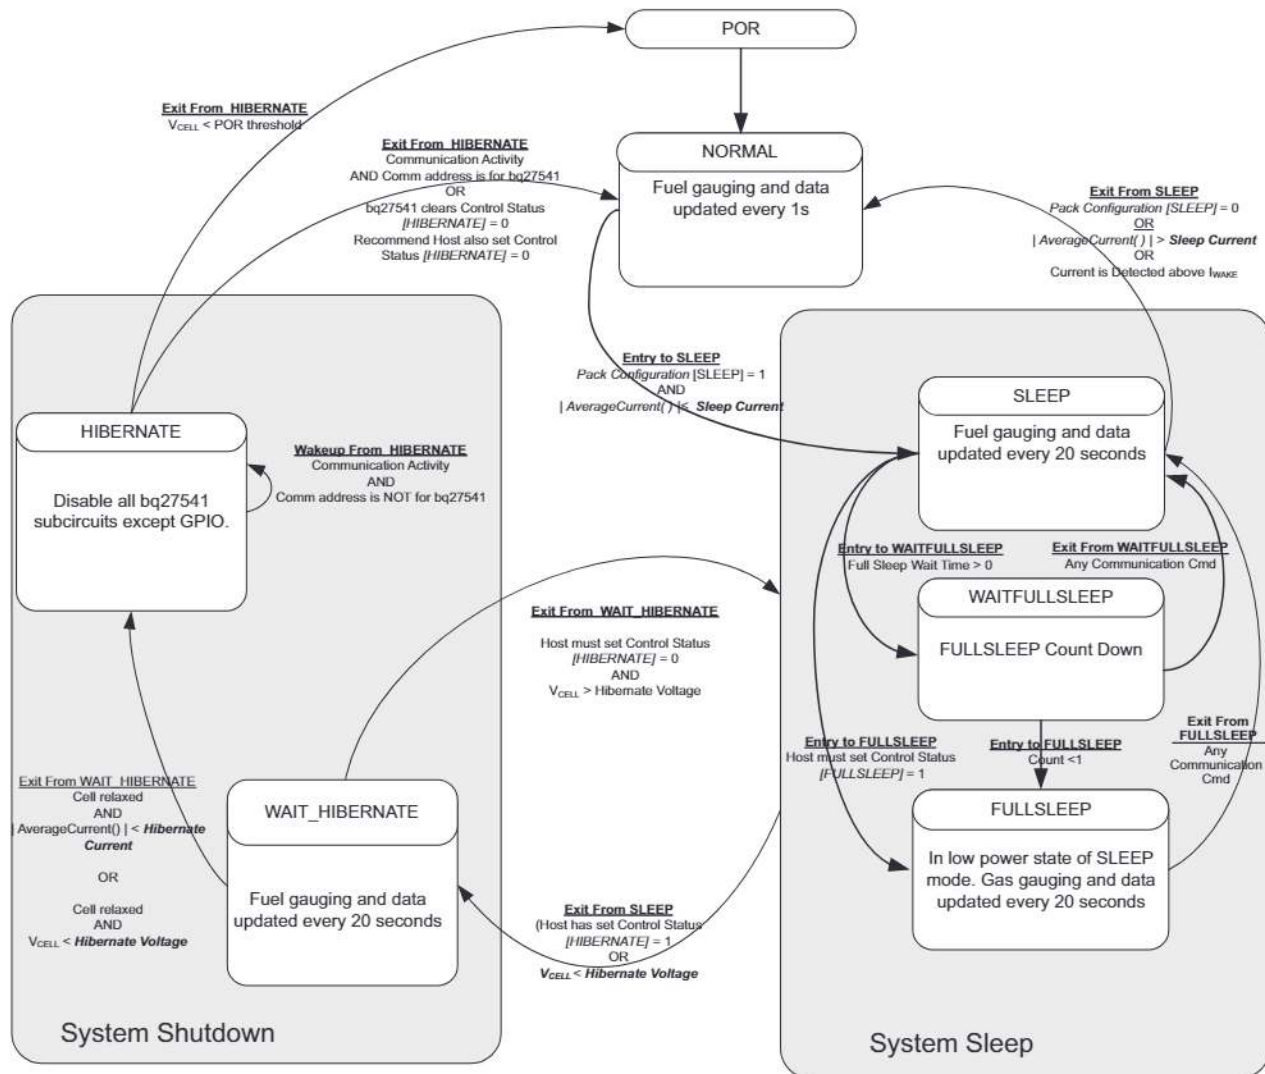 POR
Exit From HIBERNATE
VCELL < POR threshold
Exit From HIBERNATE
Communication Activity
AND Comm address is for bq27541
OR
bq27541 clears Control Status
[HIBERNATE] = 0
Recommend Host also set Control
Status [HIBERNATE] = 0
NORMAL
Fuel gauging and data
updated every 1s
Exit From SLEEP
Pack Configuration [SLEEP] = 0
OR
| AverageCurrent( ) | > Sleep Current
OR
Current is Detected above IWAKE
Entry to SLEEP
Pack Configuration [SLEEP] = 1
AND
| AverageCurrent( ) |≤ Sleep Current
HIBERNATE
Disable all bq27541
subcircuits except GPIO.
Wakeup From HIBERNATE
Communication Activity
AND
Comm address is NOT for bq27541
SLEEP
Fuel gauging and data
updated every 20 seconds
Entry to WAITFULLSLEEP
Full Sleep Wait Time > 0
Exit From WAITFULLSLEEP
Any Communication Cmd
WAITFULLSLEEP
FULLSLEEP Count Down
Exit From WAIT_HIBERNATE
Host must set Control Status
[HIBERNATE] = 0
AND
VCELL > Hibernate Voltage
Entry to FULLSLEEP
Host must set Control Status
[FULLSLEEP] = 1
Entry to FULLSLEEP
Count <1
Exit From
FULLSLEEP
Any
Communication
Cmd
FULLSLEEP
In low power state of SLEEP
mode. Gas gauging and data
updated every 20 seconds
Exit From WAIT_HIBERNATE
Cell relaxed
AND
| AverageCurrent() | < Hibernate
Current
OR
Cell relaxed
AND
VCELL < Hibernate Voltage
WAIT_HIBERNATE
Fuel gauging and data
updated every 20 seconds
Exit From SLEEP
(Host has set Control Status
[HIBERNATE] = 1
OR
VCELL < Hibernate Voltage
System Shutdown
System Sleep